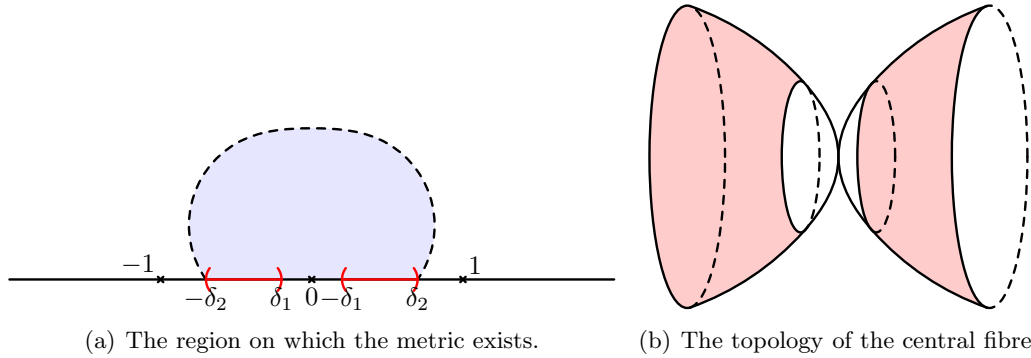 −1
1
−δ₂ δ₁ 0 −δ₁ δ₂
(a) The region on which the metric exists.
(b) The topology of the central fibre